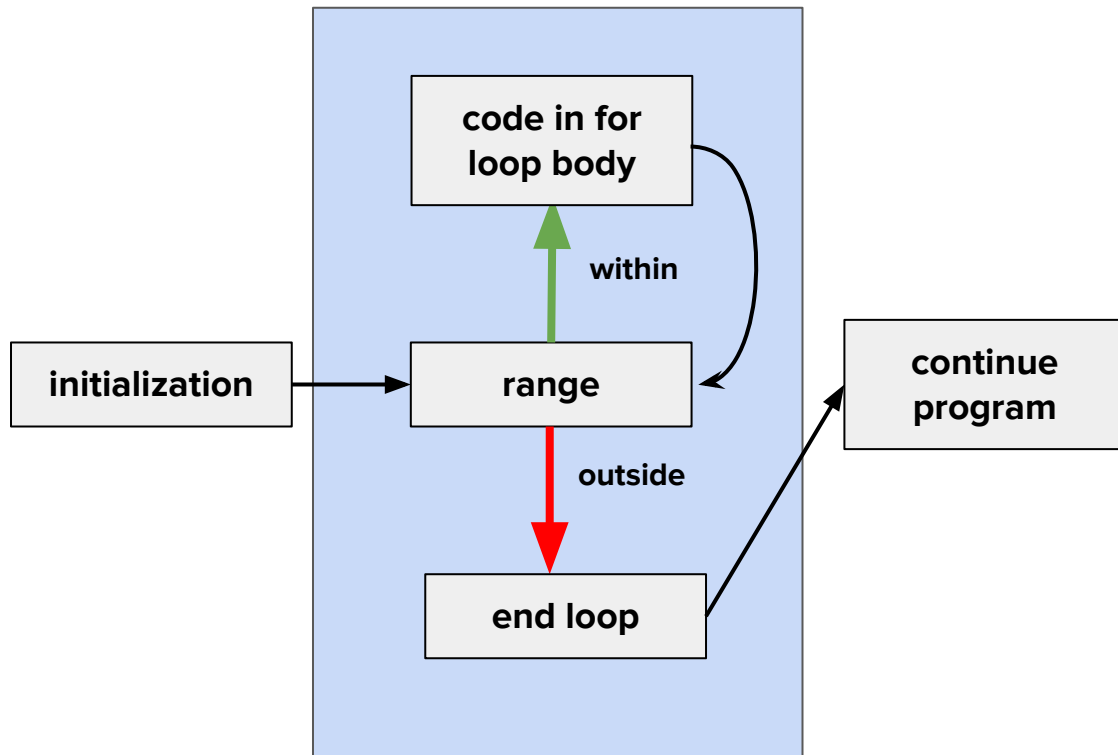 code in for
loop body
within
initialization
range
continue
program
outside
end loop